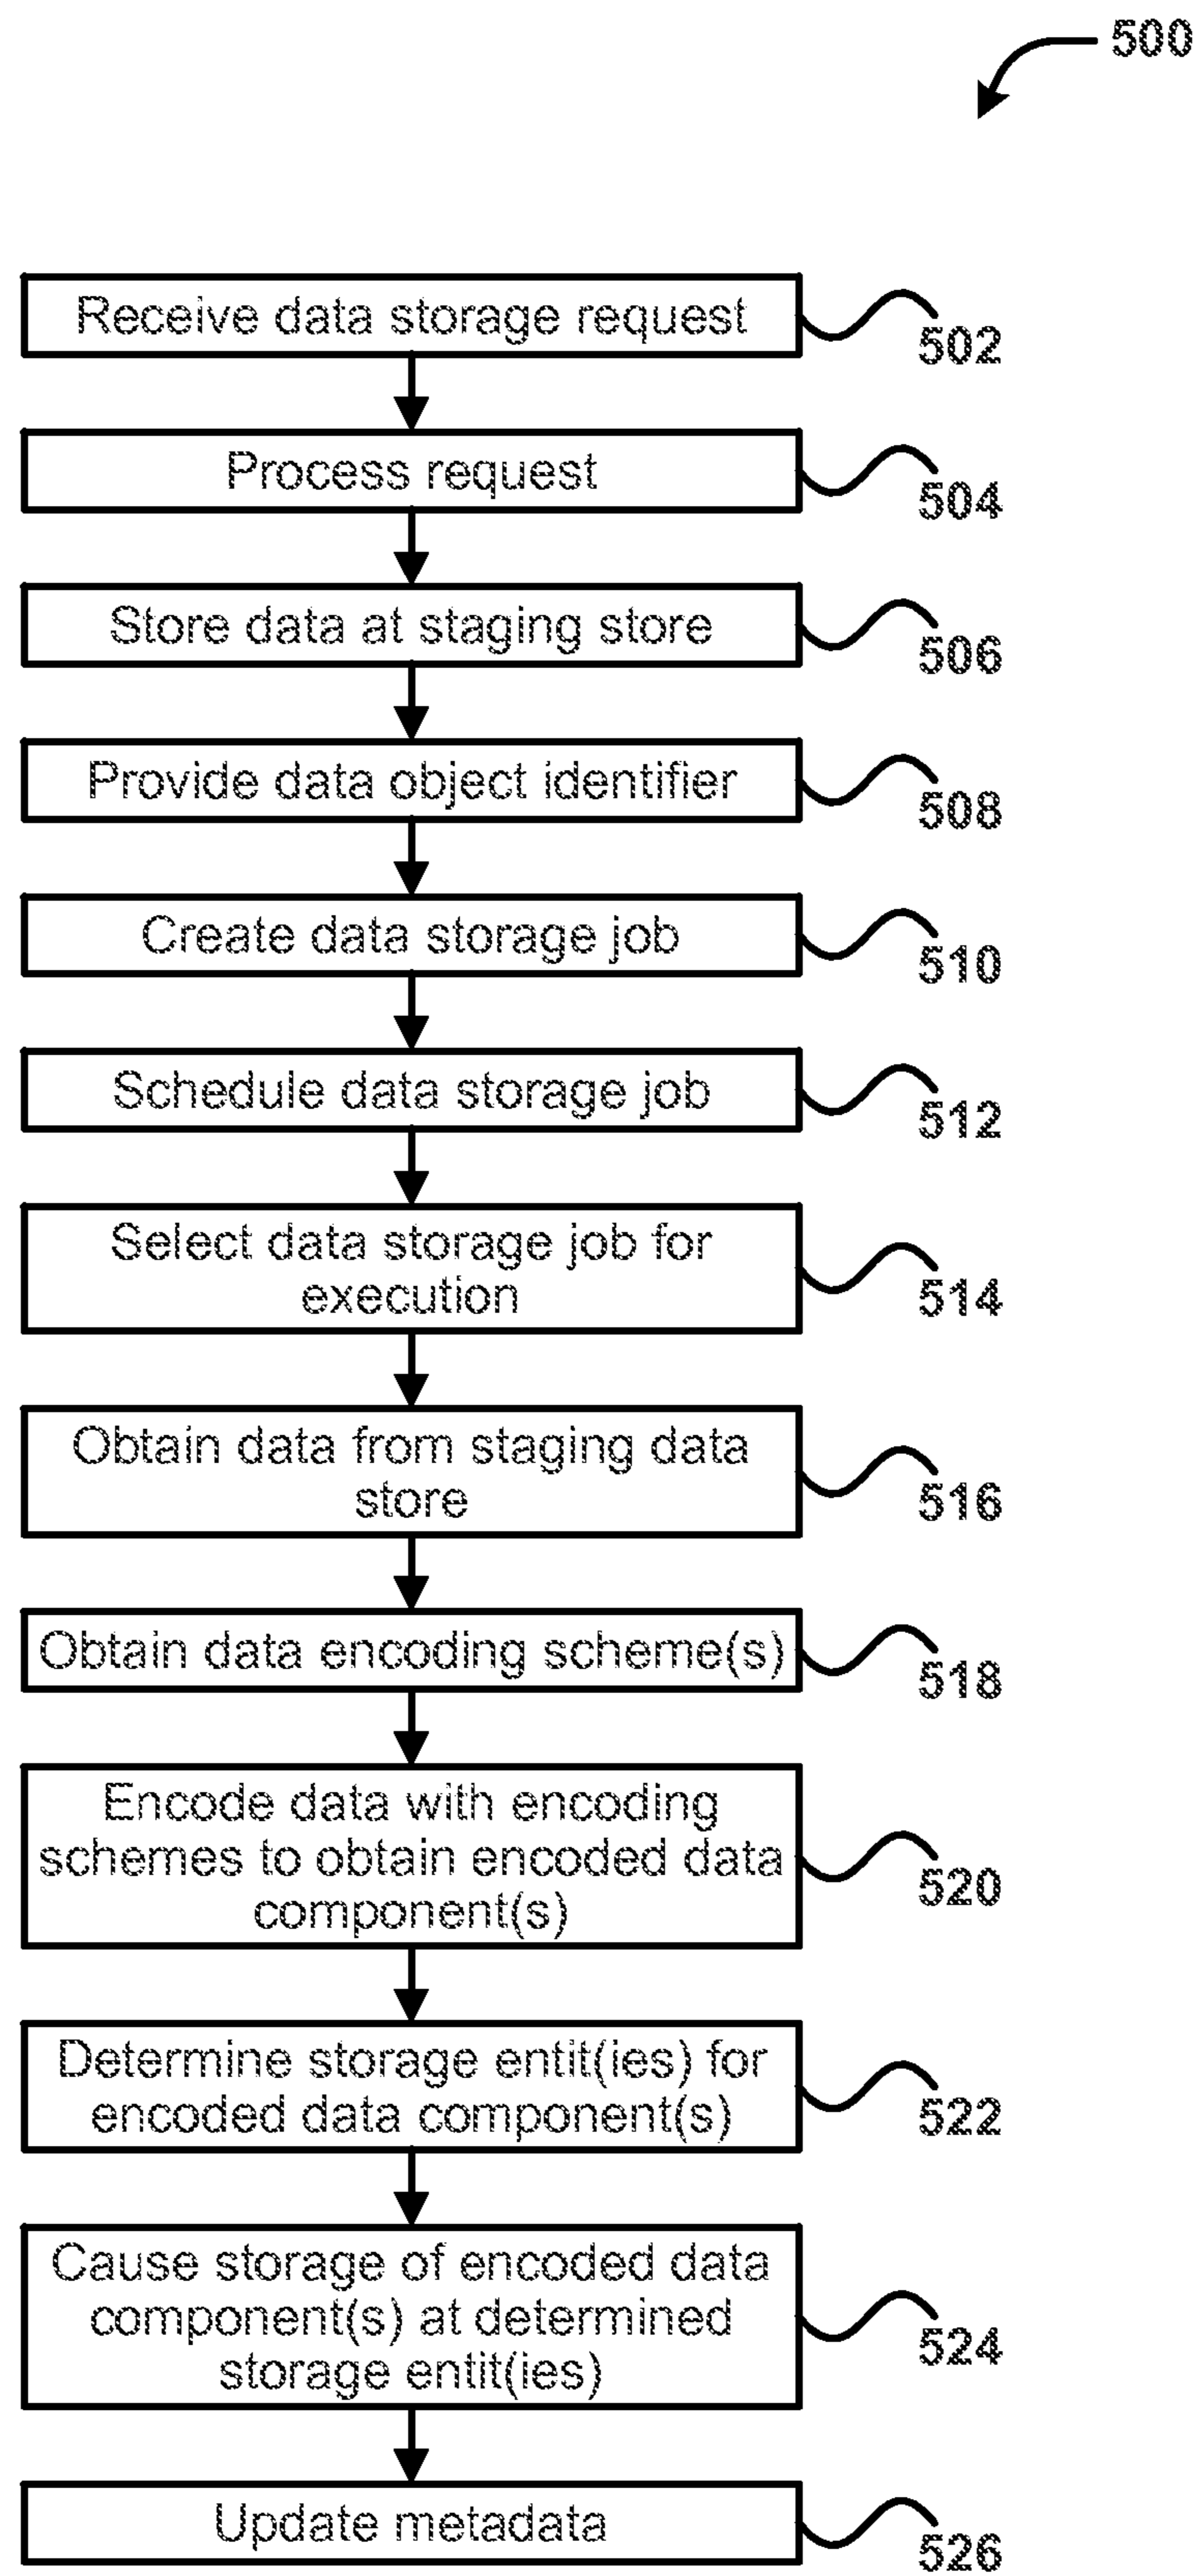 500
Receive data storage request
502
Process request
504
Store data at staging store
506
Provide data object identifier
508
Create data storage job
510
Schedule data storage job
512
Select data storage job for
execution
514
Obtain data from staging data
store
516
Obtain data encoding scheme(s)
518
Encode data with encoding
schemes to obtain encoded data
component(s)
520
Determine storage entit(ies) for
encoded data component(s)
522
Cause storage of encoded data
component(s) at determined
storage entit(ies)
524
Update metadata
526